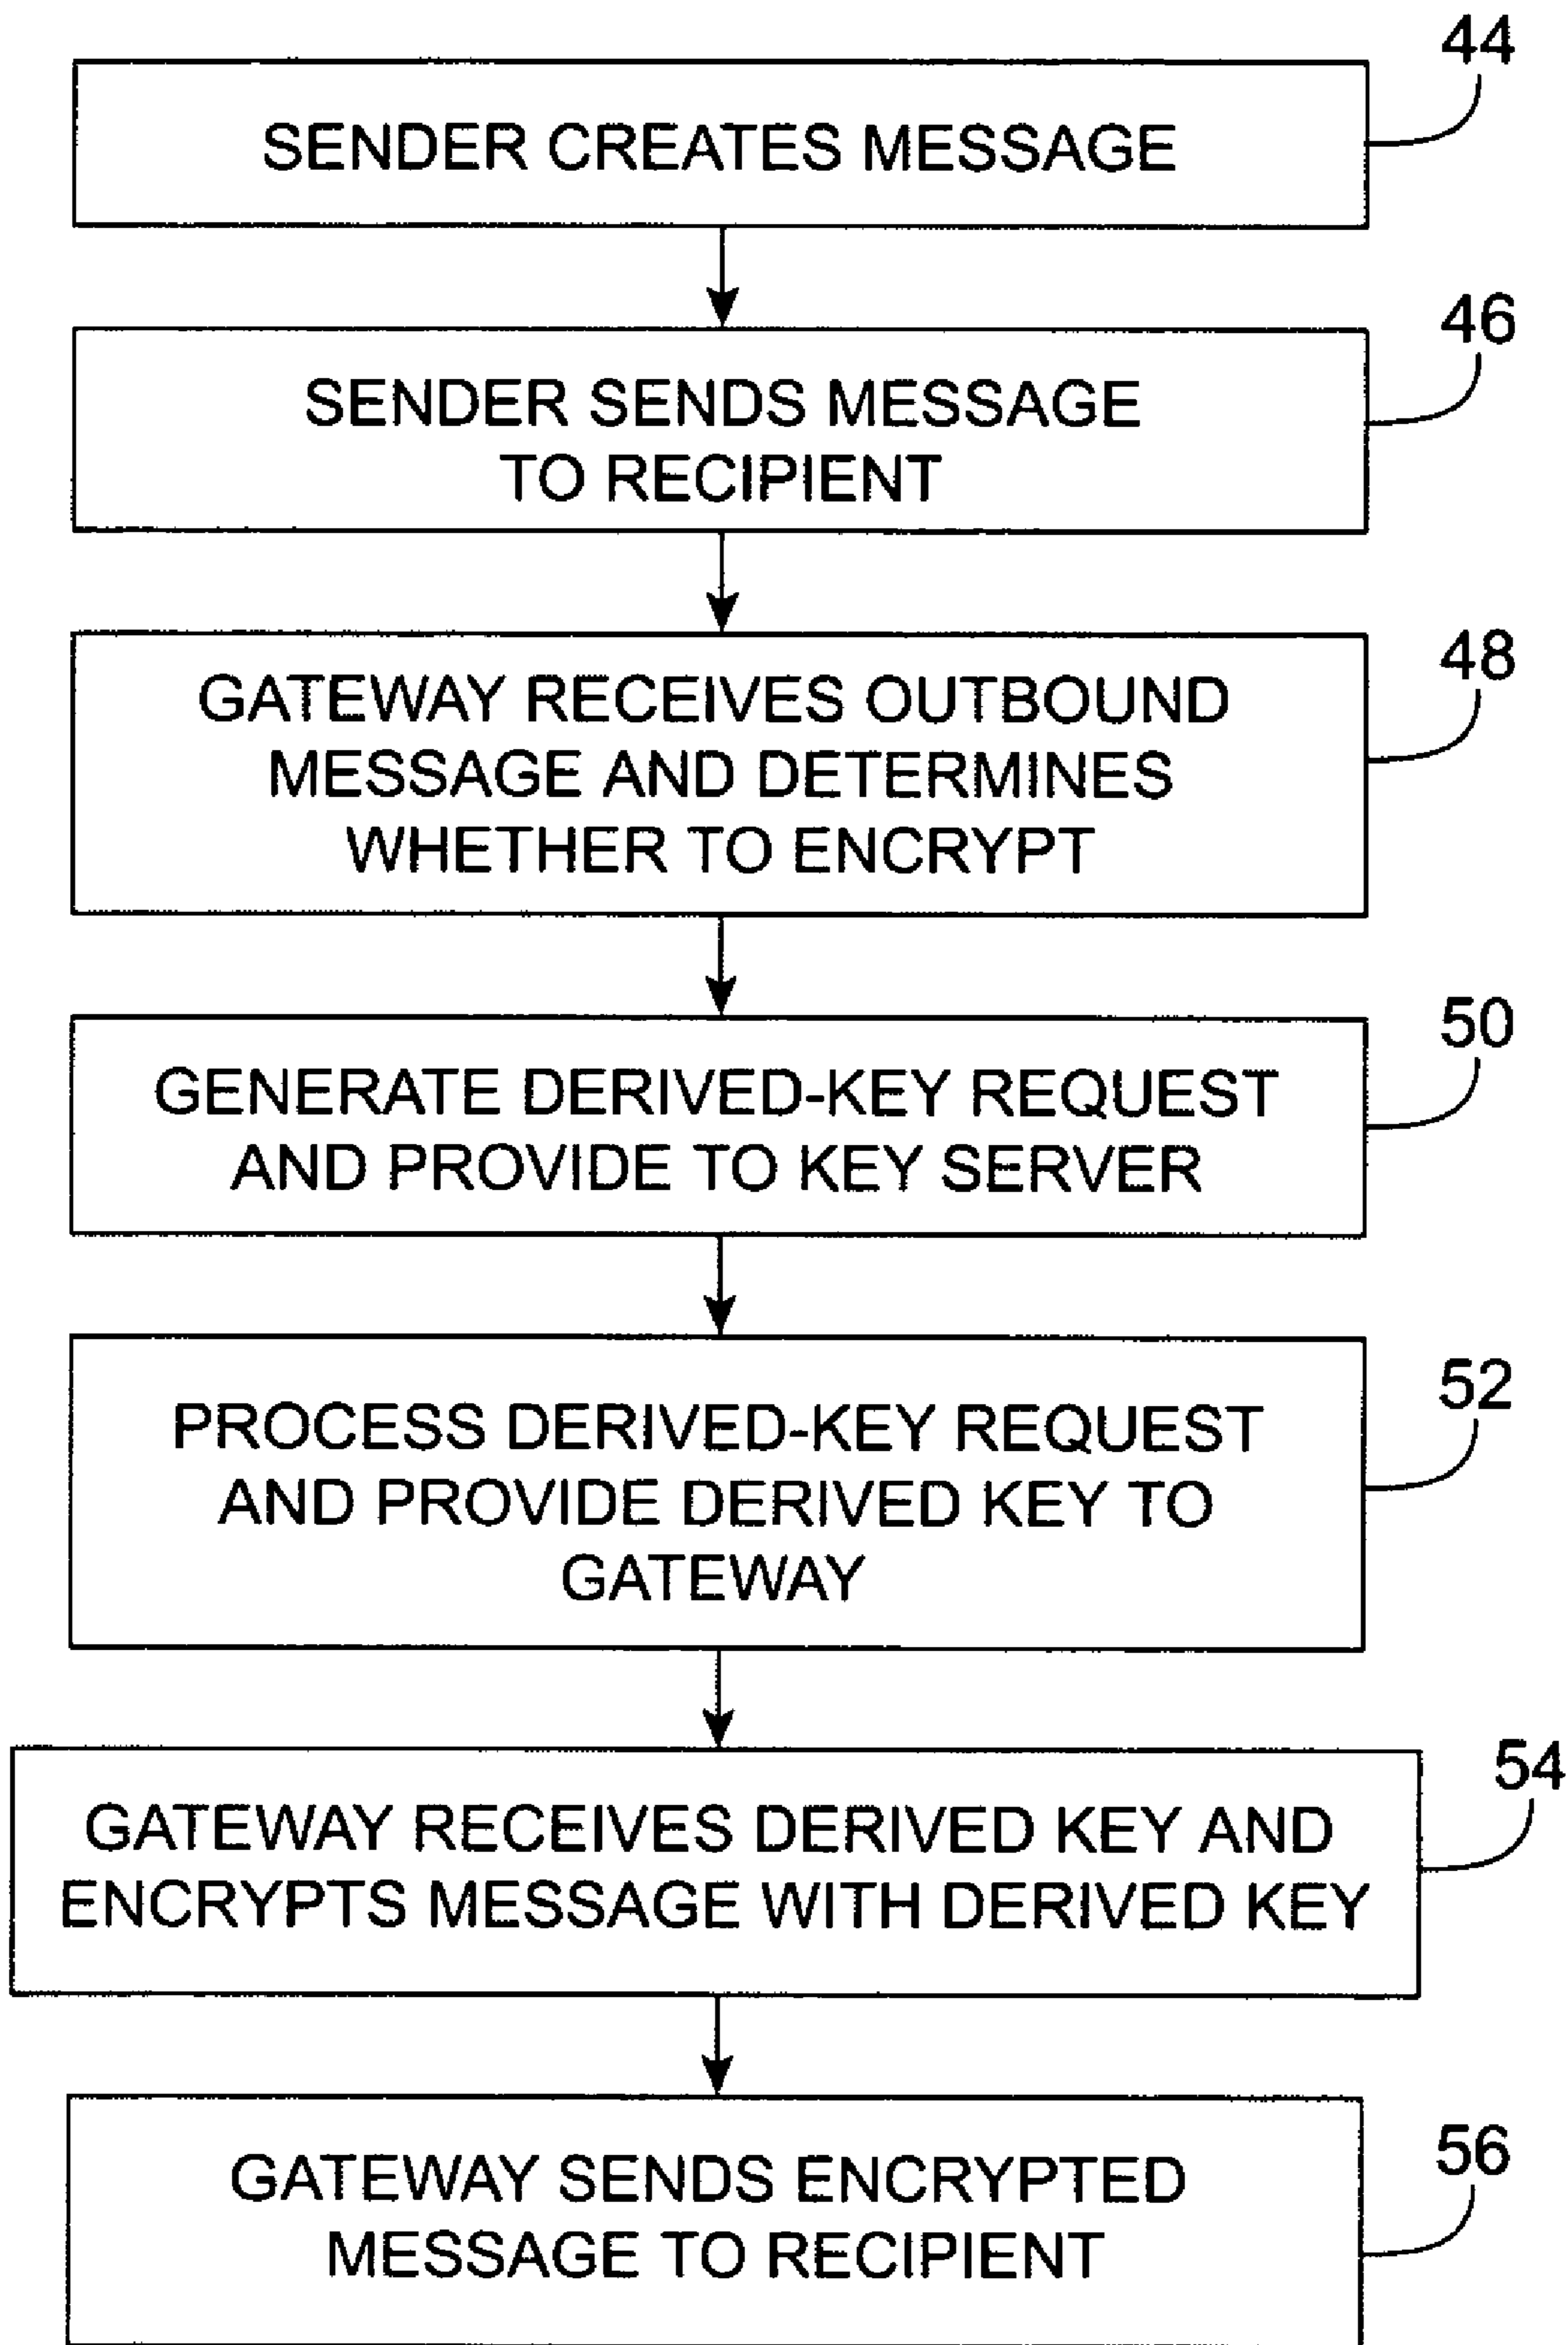 44
SENDER CREATES MESSAGE
46
SENDER SENDS MESSAGE
TO RECIPIENT
48
GATEWAY RECEIVES OUTBOUND
MESSAGE AND DETERMINES
WHETHER TO ENCRYPT
50
GENERATE DERIVED-KEY REQUEST
AND PROVIDE TO KEY SERVER
52
PROCESS DERIVED-KEY REQUEST
AND PROVIDE DERIVED KEY TO
GATEWAY
54
GATEWAY RECEIVES DERIVED KEY AND
ENCRYPTS MESSAGE WITH DERIVED KEY
56
GATEWAY SENDS ENCRYPTED
MESSAGE TO RECIPIENT